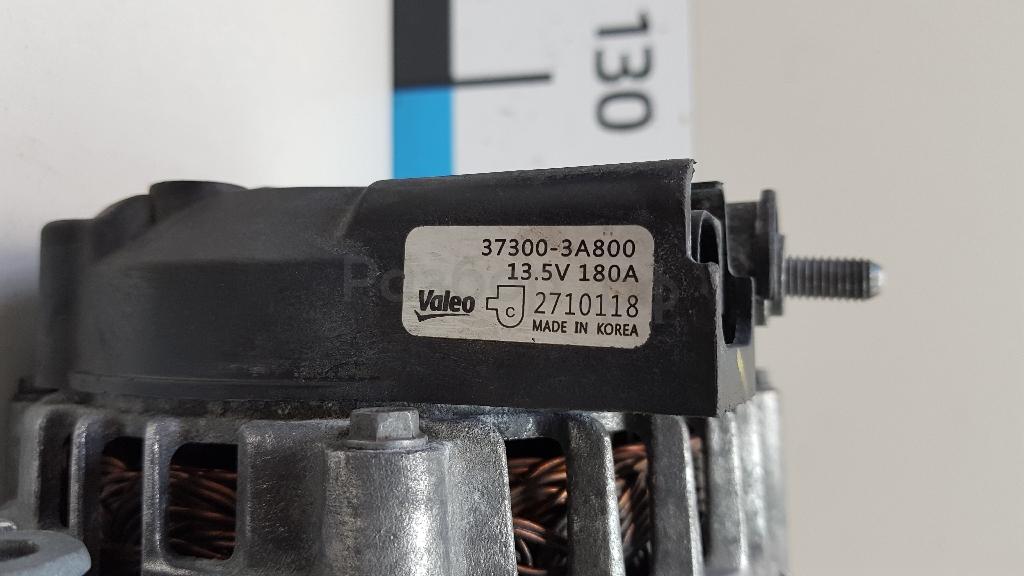 130
37300-3A800
13.5V 180A
Valeo C 2710118
MADE IN KOREA